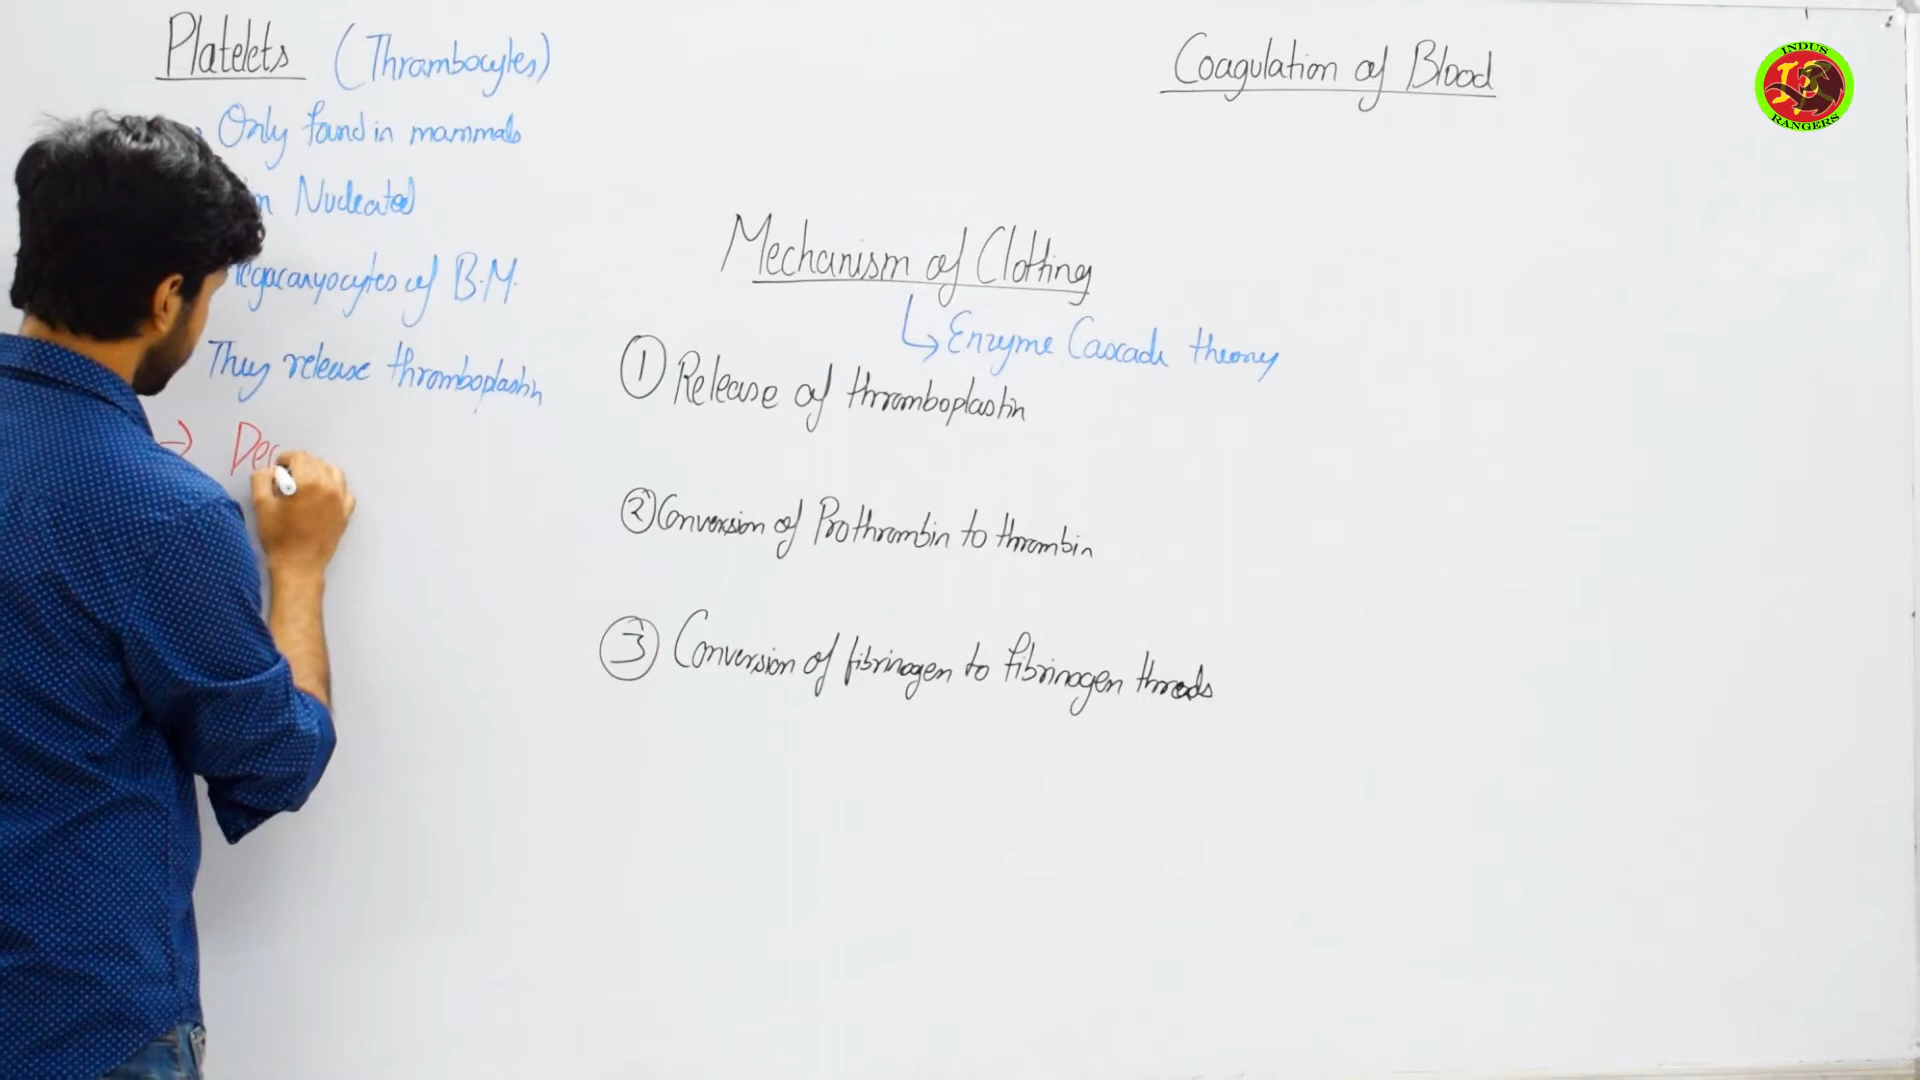 Platelets (Thrombocytes)
Only found in mammals
Nucleated
of B.M.
They release thromboplastin
→
Coagulation of Blood
Mechanism of Clotting
↳ Enzyme Cascade theory
① Release of thromboplastin
② Conversion of Prothrombin to thrombin
③ Conversion of fibrinogen to fibrinogen threads
INDUS
IR
RANGERS